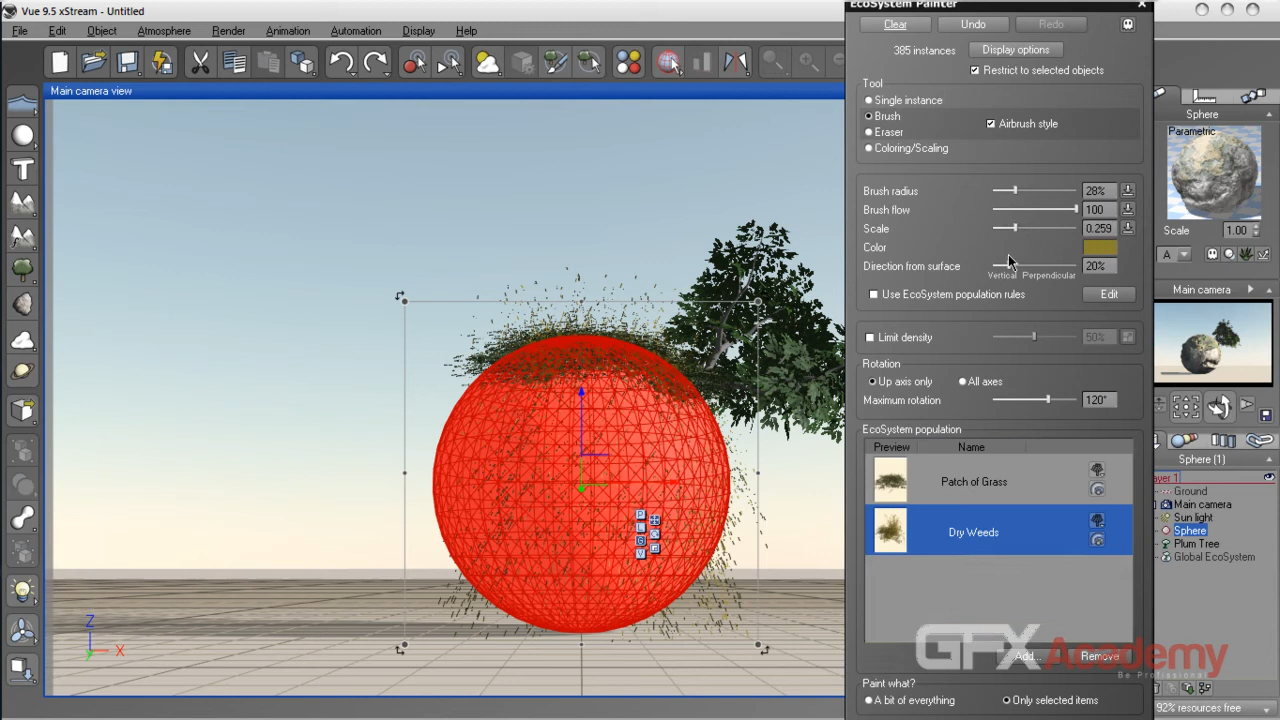 Vue 9.5 xStream - Untitled
File Edit Object Atmosphere Render Animation Automation Display Help
Main camera view
EcoSystem Painter
Clear Undo Redo
385 instances Display options
Restrict to selected objects
Tool
Single instance
Brush
Airbrush style
Eraser
Coloring/Scaling
Brush radius 28%
Brush flow 100
Scale 0.259
Color
Direction from surface 20%
Vertical Perpendicular
Use EcoSystem population rules Edit
Limit density 50%
Rotation
Up axis only All axes
Maximum rotation 120°
EcoSystem population
Preview Name
Patch of Grass
Dry Weeds
Add... Remove
Paint what?
A bit of everything Only selected items
Sphere
Parametric
Scale 1.00
A
Main camera
Sphere (1)
Ground
Main camera
Sun light
Sphere
Plum Tree
Global EcoSystem
92% resources free
Z
X
y
P
L
G
V
GFXAcademy
Be Professional